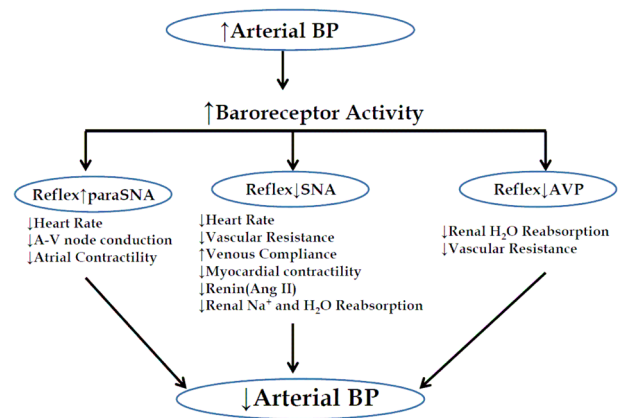 ↑Arterial BP
↑Baroreceptor Activity
Reflex↑paraSNA
↓Heart Rate
↓A-V node conduction
↓Atrial Contractility
Reflex↓SNA
↓Heart Rate
↓Vascular Resistance
↑Venous Compliance
↓Myocardial contractility
↓Renin(Ang II)
↓Renal Na⁺ and H₂O Reabsorption
Reflex↓AVP
↓Renal H₂O Reabsorption
↓Vascular Resistance
↓Arterial BP